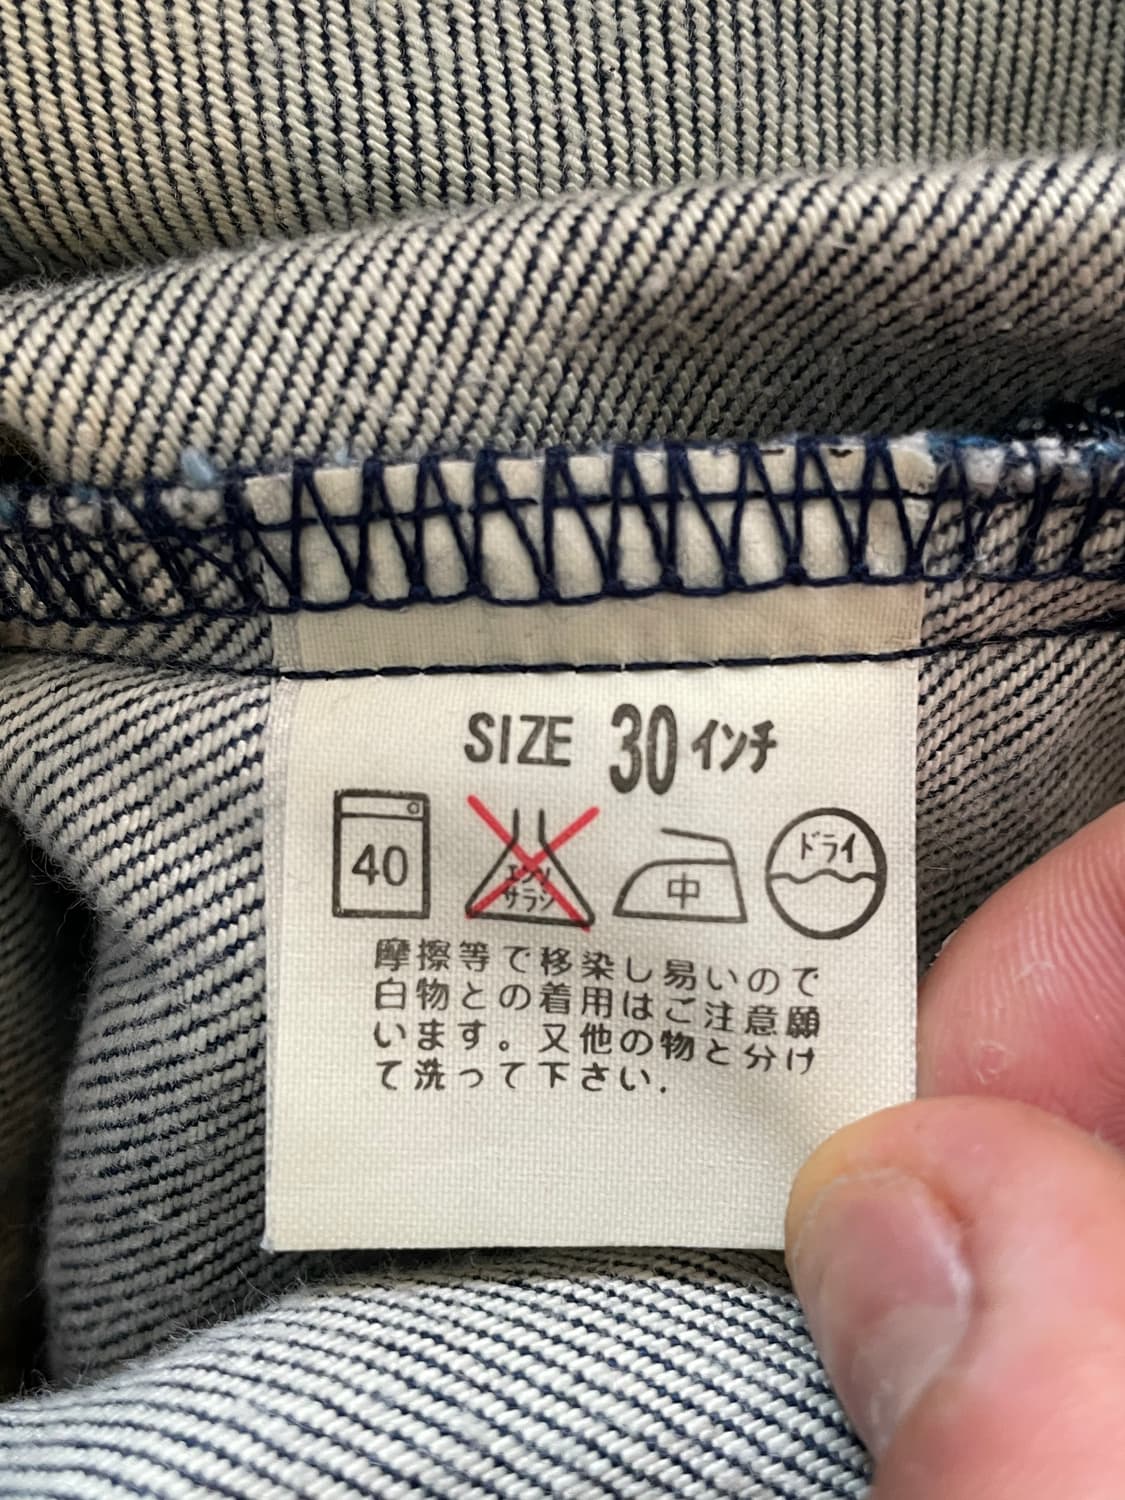 SIZE 30インチ
40
エンソ
サラシ
中
ドライ
摩擦等で移染し易いので
白物との着用はご注意願
います。又他の物と分け
て洗って下さい.